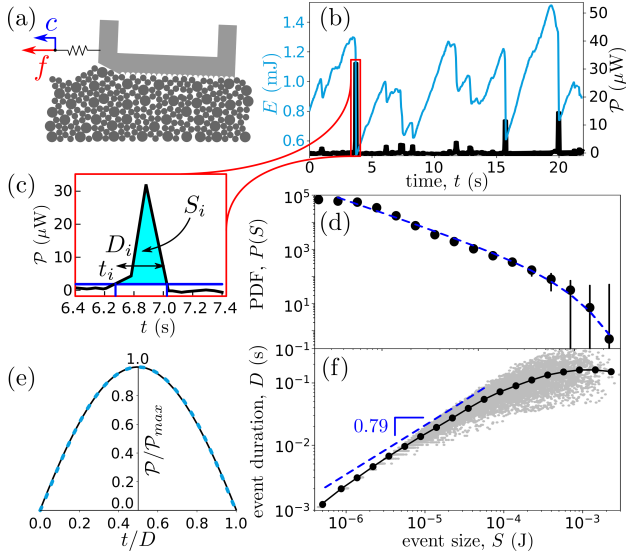 (a)
c
f
(b)
E (mJ)
1.4
1.2
1.0
0.8
0.6
50
40
30
20
10
0
𝒫 (μW)
0 5 10 15 20
time, t (s)
(c)
𝒫 (μW)
30
20
10
0
S_i
D_i
t_i
6.4 6.6 6.8 7.0 7.2 7.4
t (s)
(d)
PDF, P(S)
10^5
10^3
10^1
10^-1
(e)
𝒫/𝒫_max
1.0
0.8
0.6
0.4
0.2
0.0
0.0 0.2 0.4 0.6 0.8 1.0
t/D
(f)
event duration, D (s)
10^-1
10^-2
10^-3
0.79
10^-6 10^-5 10^-4 10^-3
event size, S (J)